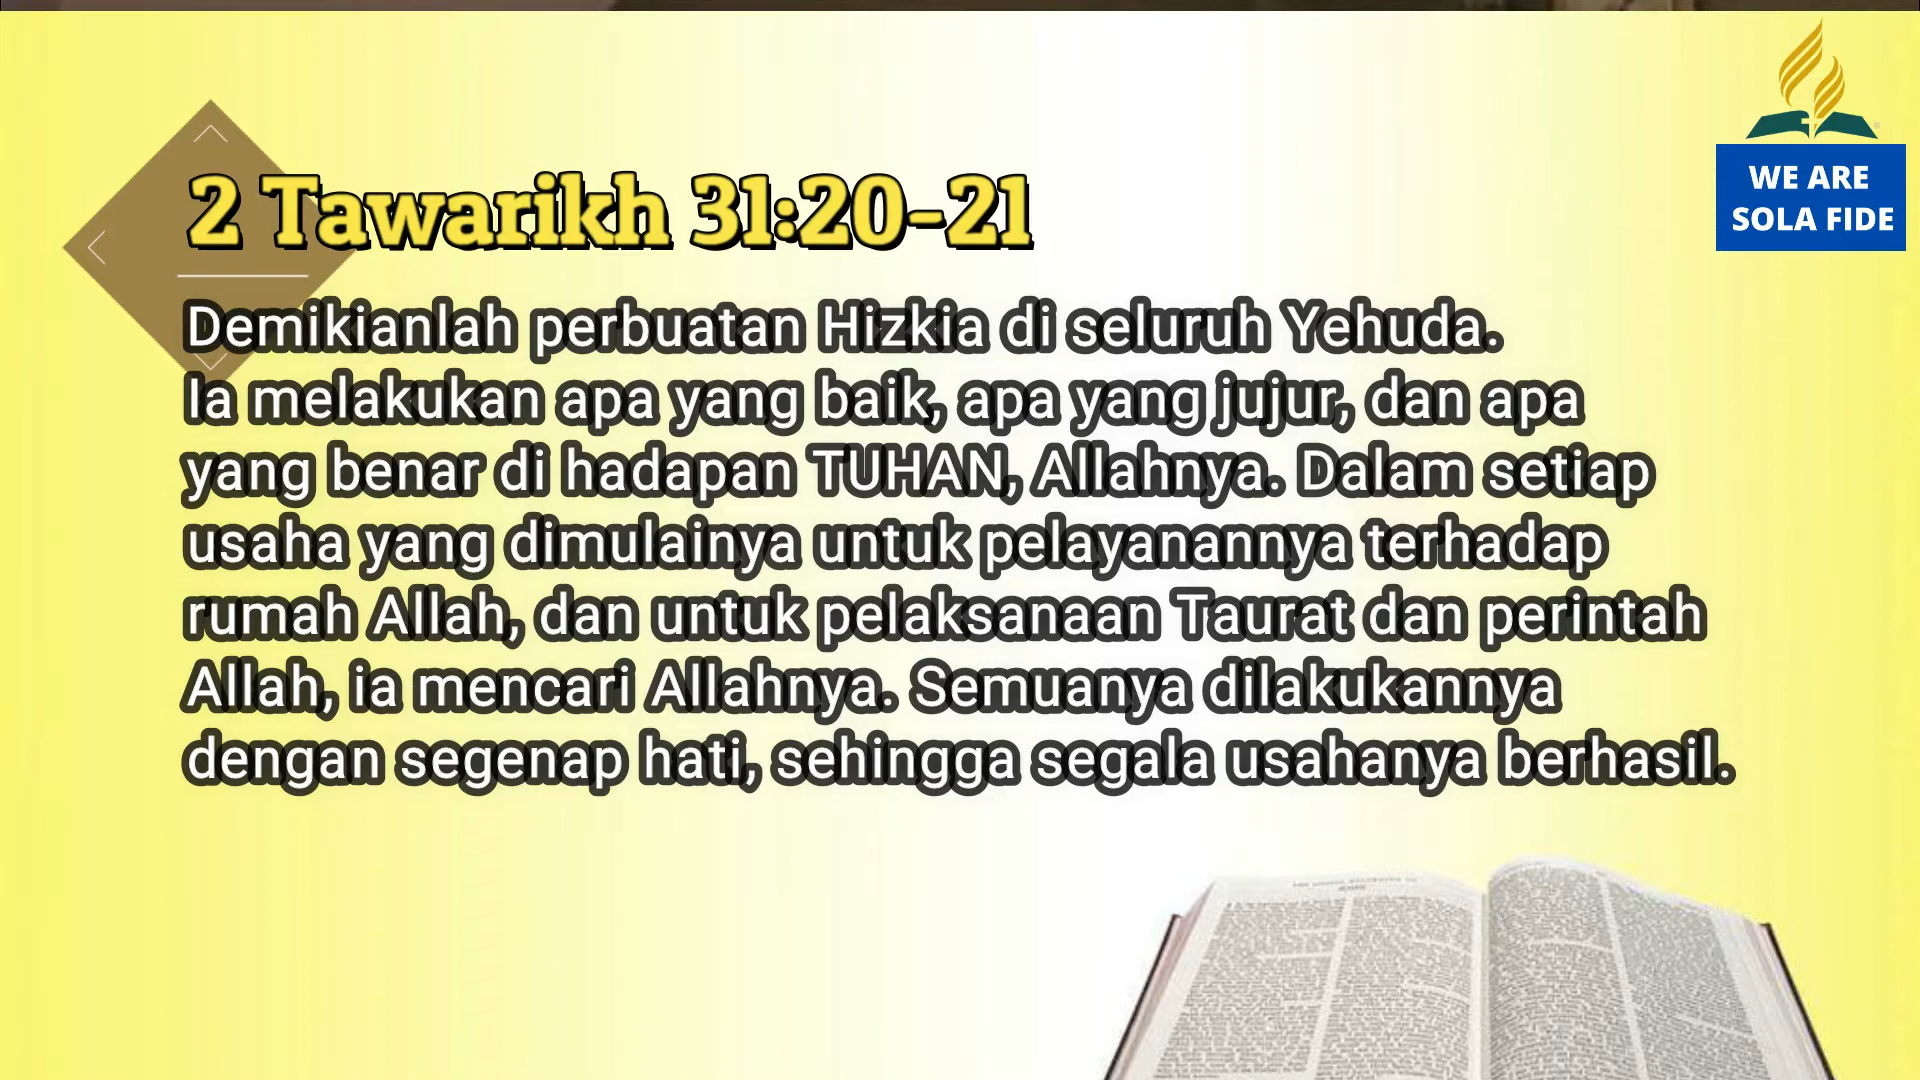 WE ARE
SOLA FIDE
2 Tawarikh 31:20-21
Demikianlah perbuatan Hizkia di seluruh Yehuda.
Ia melakukan apa yang baik, apa yang jujur, dan apa
yang benar di hadapan TUHAN, Allahnya. Dalam setiap
usaha yang dimulainya untuk pelayanannya terhadap
rumah Allah, dan untuk pelaksanaan Taurat dan perintah
Allah, ia mencari Allahnya. Semuanya dilakukannya
dengan segenap hati, sehingga segala usahanya berhasil.